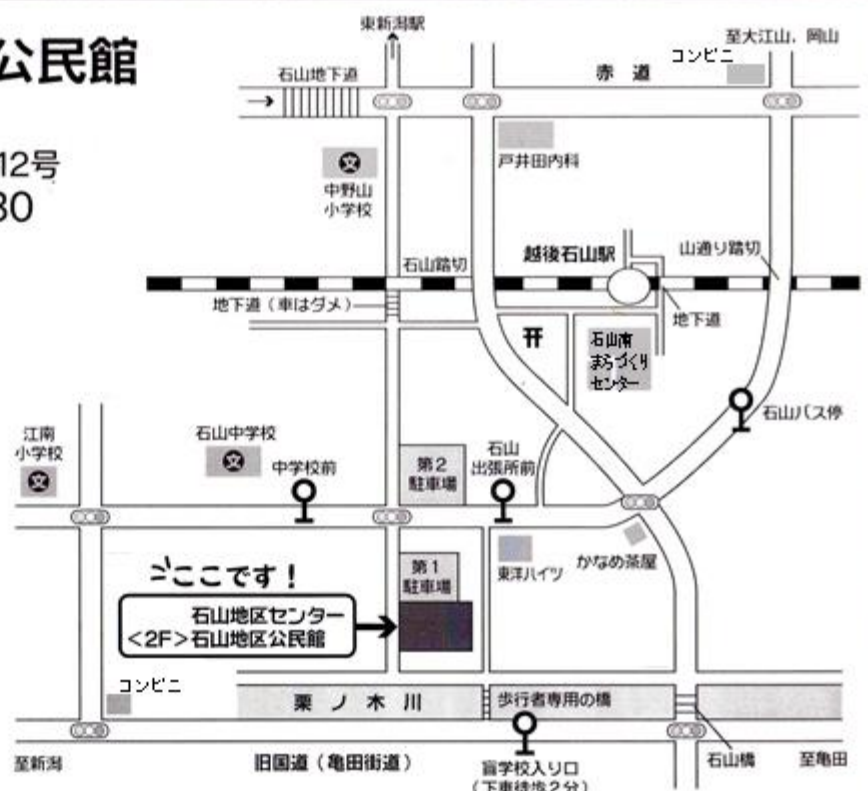 公民館
12号
80
東新潟駅
至大江山、岡山
コンビニ
石山地下道
赤 道
戸井田内科
中野山
小学校
石山踏切
越後石山駅
山通り踏切
地下道(車はダメ)
地下道
石山南
まちづくり
センター
石山バス停
江南
小学校
石山中学校
中学校前
第2
駐車場
石山
出張所前
ここです!
第1
駐車場
東洋ハイツ
かなめ茶屋
石山地区センター
<2F>石山地区公民館
コンビニ
栗ノ木川
歩行者専用の橋
至新潟
旧国道(亀田街道)
盲学校入り口
(下車徒歩2分)
石山橋
至亀田